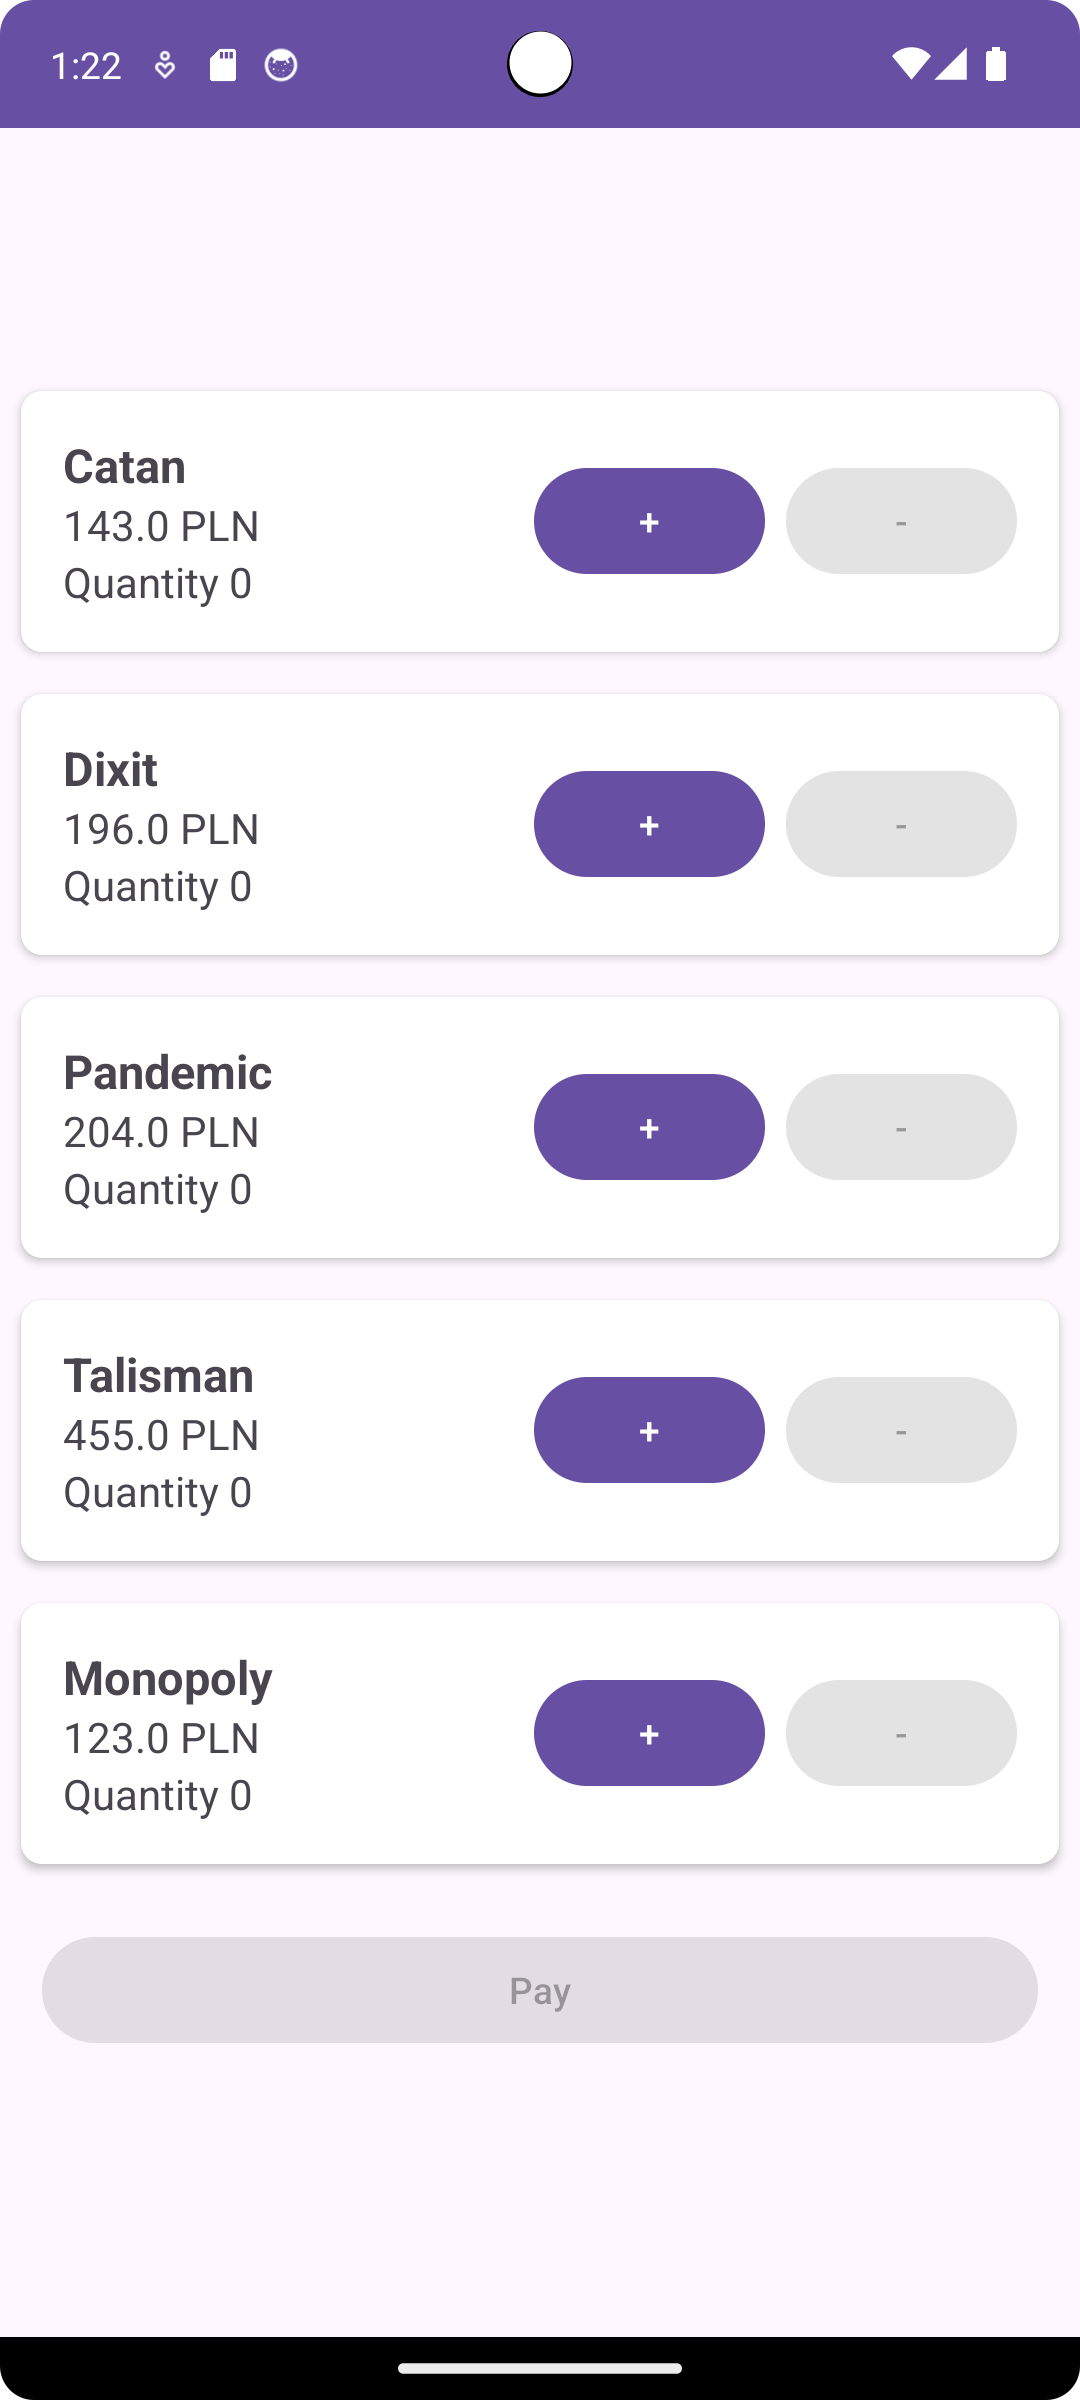 1:22
Catan
143.0 PLN
Quantity 0
+ -
Dixit
196.0 PLN
Quantity 0
+ -
Pandemic
204.0 PLN
Quantity 0
+ -
Talisman
455.0 PLN
Quantity 0
+ -
Monopoly
123.0 PLN
Quantity 0
+ -
Pay